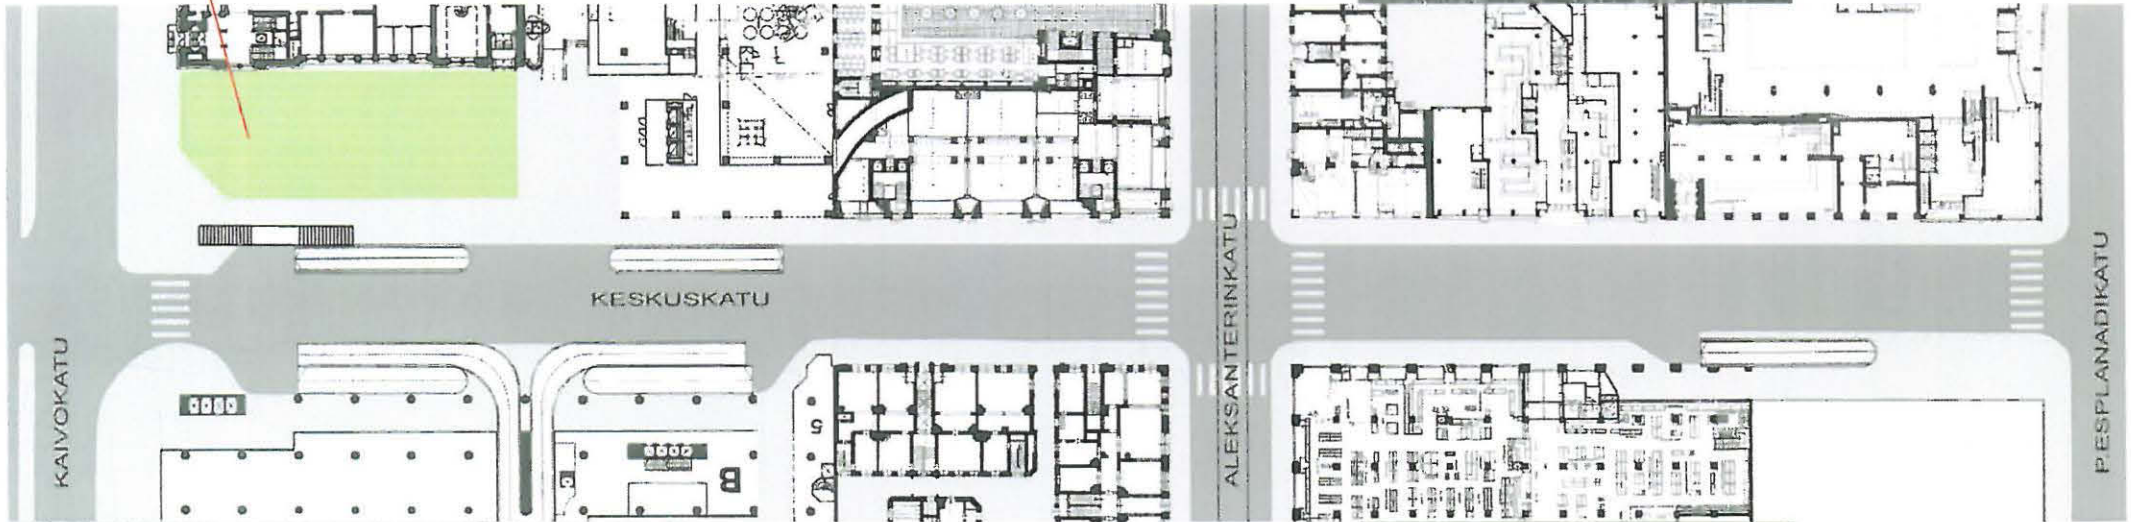 KESKUSKATU
KAIVOKATU
ALEKSANTERINKATU
P.ESPLANADIKATU
5
B